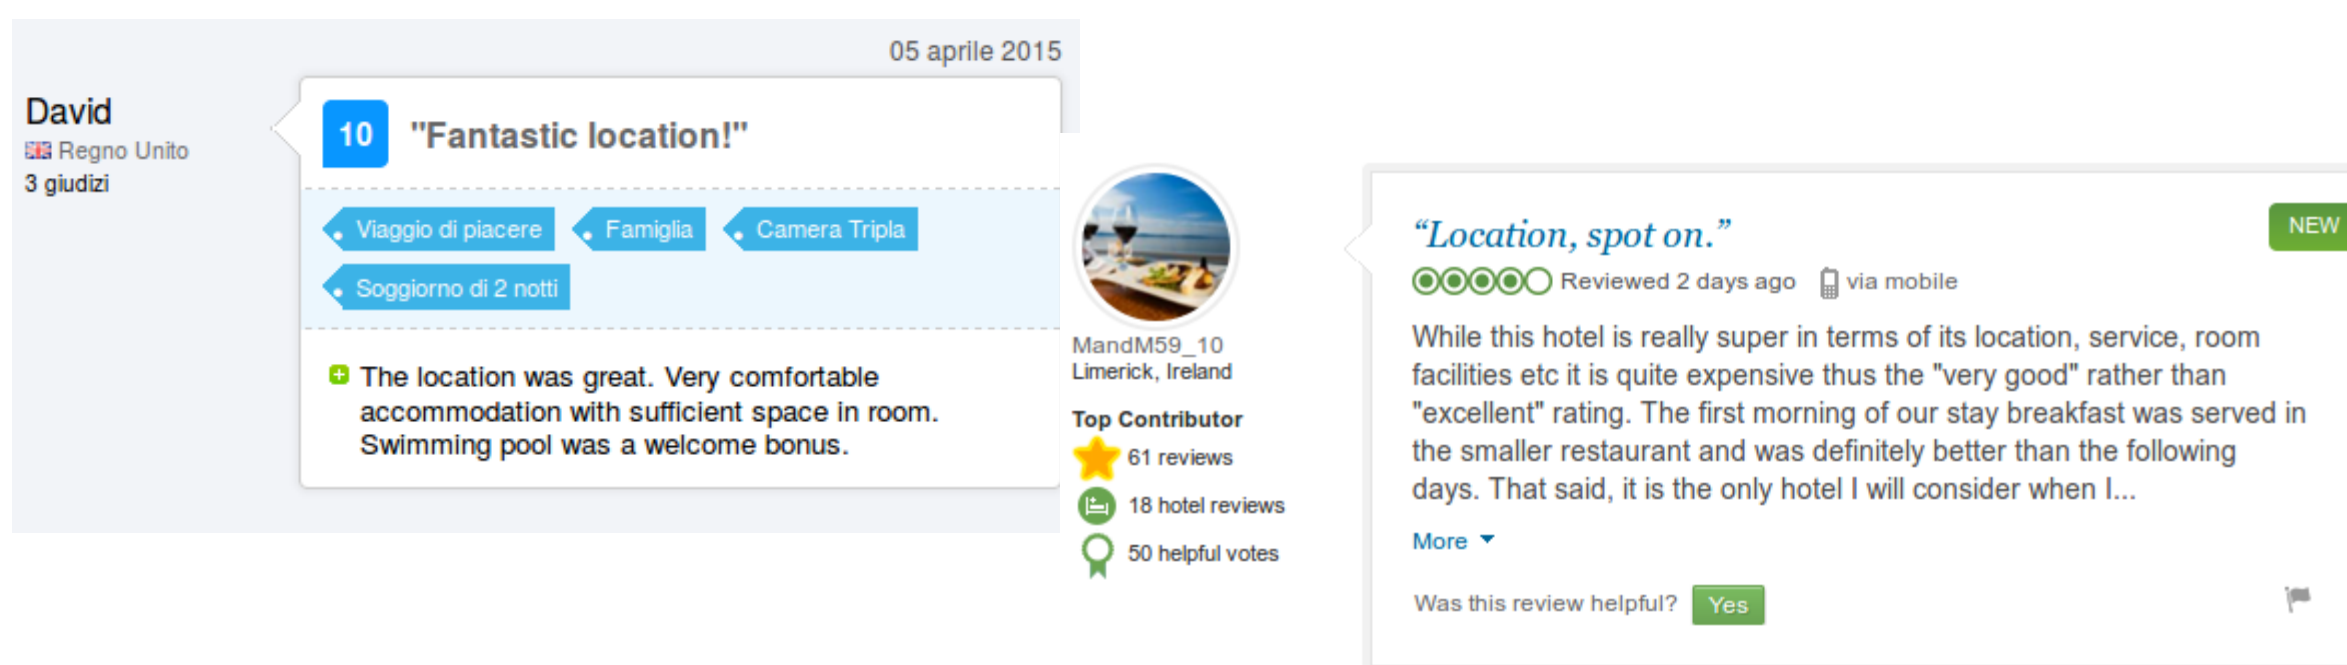 05 aprile 2015
David
Regno Unito
3 giudizi
10 "Fantastic location!"
Viaggio di piacere Famiglia Camera Tripla
Soggiorno di 2 notti
The location was great. Very comfortable
accommodation with sufficient space in room.
Swimming pool was a welcome bonus.
MandM59_10
Limerick, Ireland
Top Contributor
61 reviews
18 hotel reviews
50 helpful votes
“Location, spot on.”
NEW
Reviewed 2 days ago via mobile
While this hotel is really super in terms of its location, service, room
facilities etc it is quite expensive thus the "very good" rather than
"excellent" rating. The first morning of our stay breakfast was served in
the smaller restaurant and was definitely better than the following
days. That said, it is the only hotel I will consider when I...
More
Was this review helpful? Yes